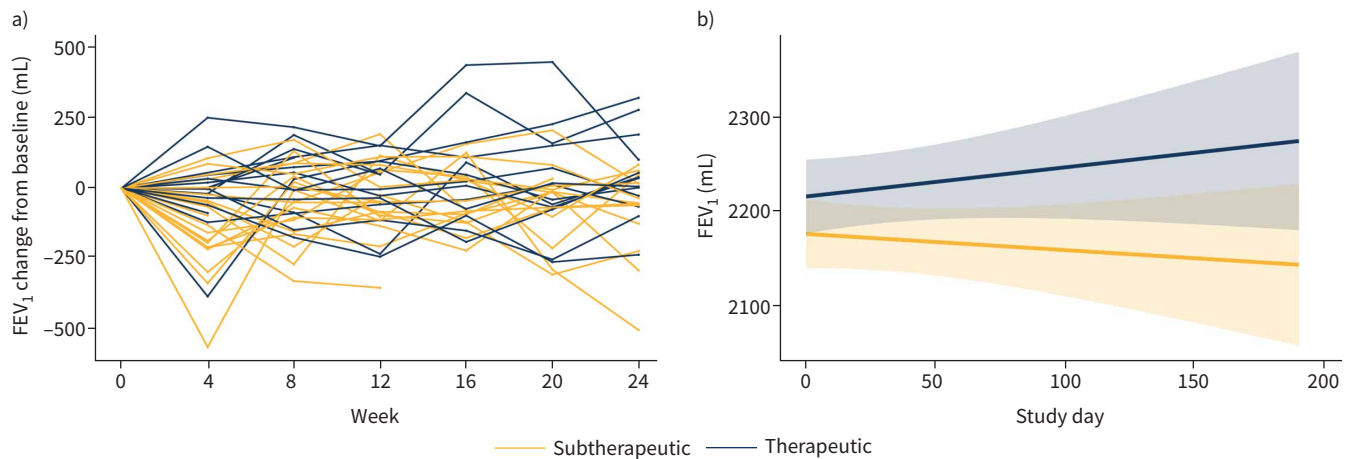 a)
FEV₁ change from baseline (mL)
500
250
0
–250
–500
0 4 8 12 16 20 24
Week
b)
FEV₁ (mL)
2300
2200
2100
0 50 100 150 200
Study day
Subtherapeutic Therapeutic